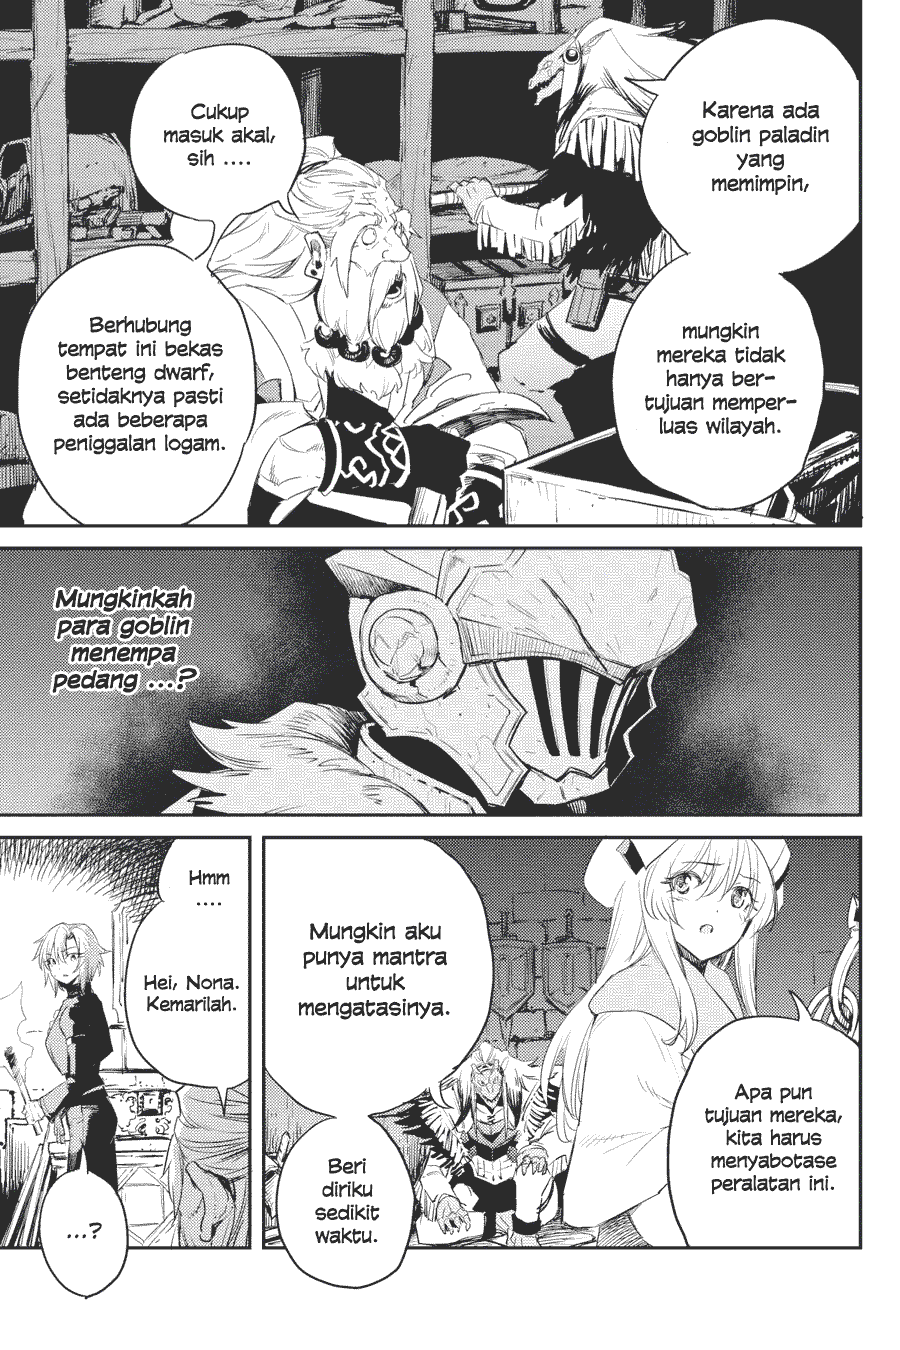 Karena ada
goblin paladin
yang
memimpin,
mungkin
mereka tidak
hanya ber-
tujuan memper-
luas wilayah.
Cukup
masuk akal,
sih ....
Berhubung
tempat ini bekas
benteng dwarf,
setidaknya pasti
ada beberapa
peniggalan logam.
Mungkinkah
para goblin
menempa
pedang ...?
Apa pun
tujuan mereka,
kita harus
menyabotase
peralatan ini.
Mungkin aku
punya mantra
untuk
mengatasinya.
Beri
diriku
sedikit
waktu.
Hmm
....
Hei, Nona.
Kemarilah.
...?